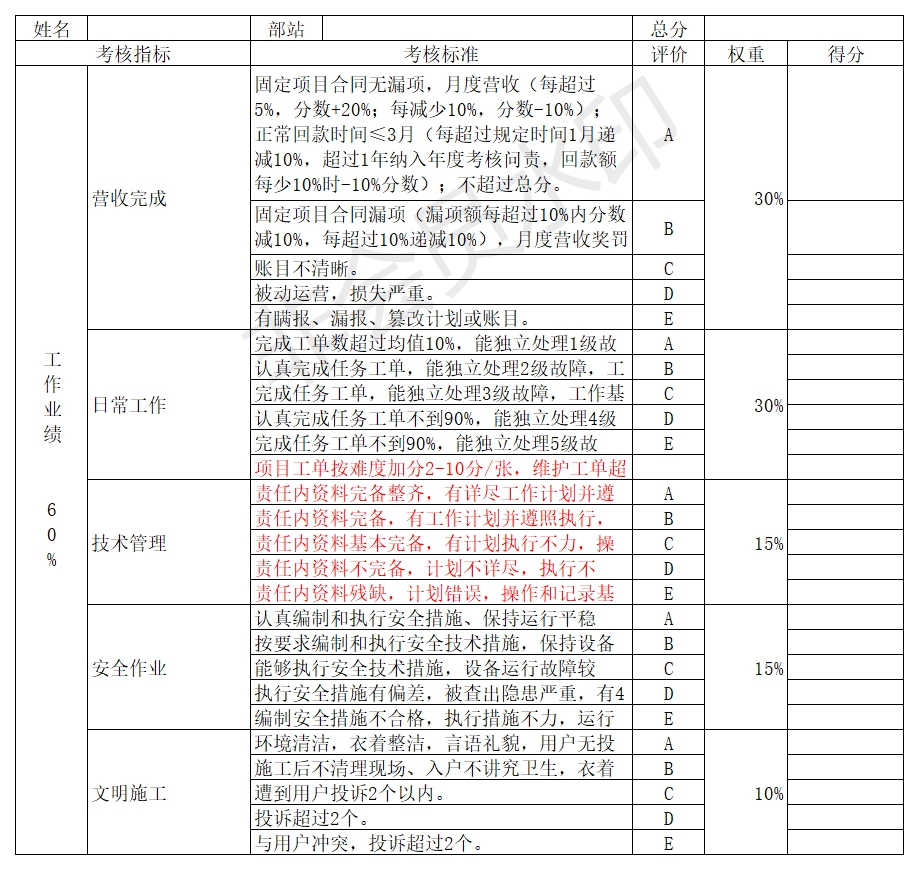 姓名 部站 总分
考核指标 考核标准 评价 权重 得分
工作业绩 60%
营收完成
固定项目合同无漏项，月度营收（每超过
5%，分数+20%；每减少10%，分数-10%）；
正常回款时间≤3月（每超过规定时间1月递
减10%，超过1年纳入年度考核问责，回款额
每少10%时-10%分数）；不超过总分。
A
30%
固定项目合同漏项（漏项额每超过10%内分数
减10%，每超过10%递减10%），月度营收奖罚
B
账目不清晰。 C
被动运营，损失严重。 D
有瞒报、漏报、篡改计划或账目。 E
日常工作
完成工单数超过均值10%，能独立处理1级故 A
认真完成任务工单，能独立处理2级故障，工 B
完成任务工单，能独立处理3级故障，工作基 C
30%
认真完成任务工单不到90%，能独立处理4级 D
完成任务工单不到90%，能独立处理5级故 E
项目工单按难度加分2-10分/张，维护工单超
技术管理
责任内资料完备整齐，有详尽工作计划并遵 A
责任内资料完备，有工作计划并遵照执行， B
责任内资料基本完备，有计划执行不力，操 C
15%
责任内资料不完备，计划不详尽，执行不 D
责任内资料残缺，计划错误，操作和记录基 E
安全作业
认真编制和执行安全措施、保持运行平稳 A
按要求编制和执行安全技术措施，保持设备 B
能够执行安全技术措施，设备运行故障较 C
15%
执行安全措施有偏差，被查出隐患严重，有4 D
编制安全措施不合格，执行措施不力，运行 E
文明施工
环境清洁，衣着整洁，言语礼貌，用户无投 A
施工后不清理现场、入户不讲究卫生，衣着 B
遭到用户投诉2个以内。 C
10%
投诉超过2个。 D
与用户冲突，投诉超过2个。 E
非会员水印